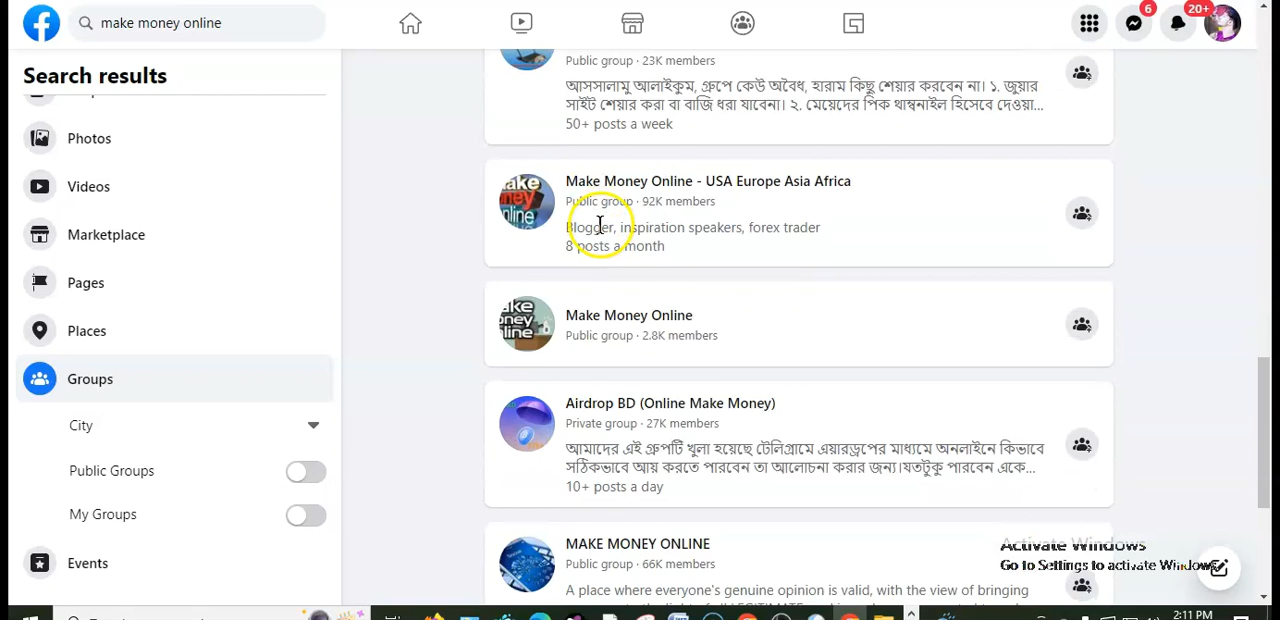 make money online
6
20+
Search results
Photos
Videos
Marketplace
Pages
Places
Groups
City
Public Groups
My Groups
Events
Public group · 23K members
আসসালামু আলাইকুম, গ্রুপে কেউ অবৈধ, হারাম কিছু শেয়ার করবেন না। ১. জুয়ার
সাইট শেয়ার করা বা বাজি ধরা যাবেনা। ২. মেয়েদের পিক থাম্বনাইল হিসেবে দেওয়া...
50+ posts a week
Make Money Online - USA Europe Asia Africa
Public group · 92K members
Blogger, inspiration speakers, forex trader
8 posts a month
Make Money Online
Public group · 2.8K members
Airdrop BD (Online Make Money)
Private group · 27K members
আমাদের এই গ্রুপটি খুলা হয়েছে টেলিগ্রামে এয়ারড্রপের মাধ্যমে অনলাইনে কিভাবে
সঠিকভাবে আয় করতে পারবেন তা আলোচনা করার জন্য।যতটুকু পারবেন একে...
10+ posts a day
MAKE MONEY ONLINE
Public group · 66K members
A place where everyone's genuine opinion is valid, with the view of bringing
Activate Windows
Go to Settings to activate Windows.
2:11 PM